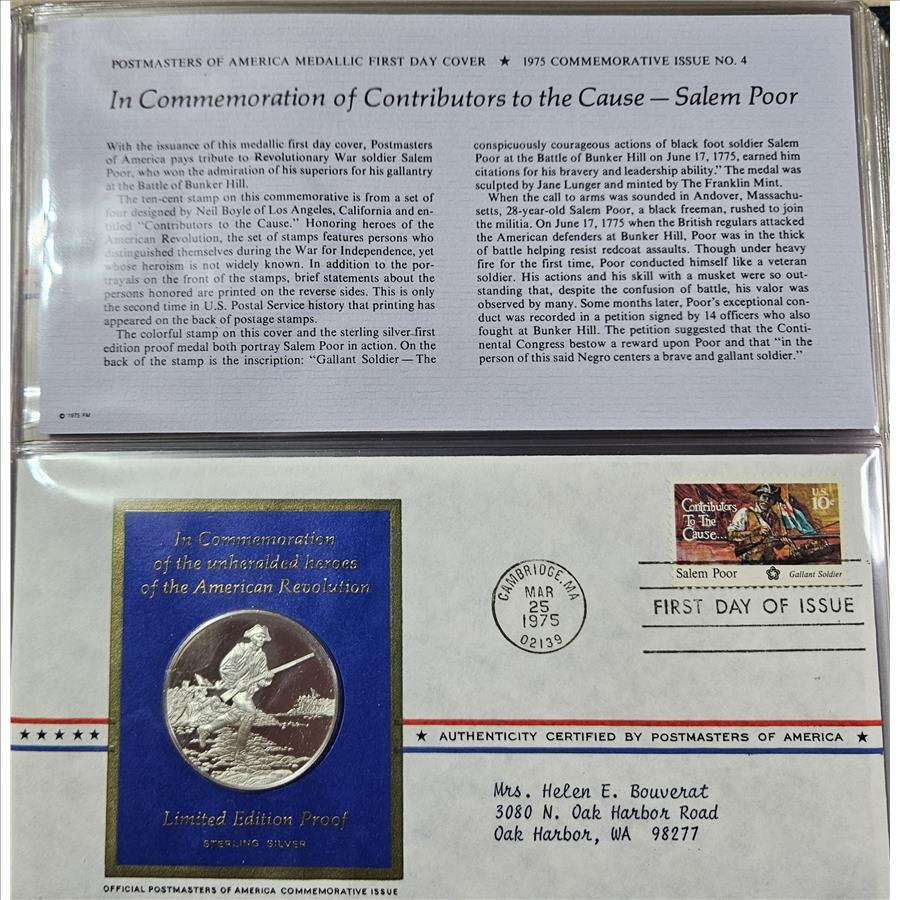 POSTMASTERS OF AMERICA MEDALLIC FIRST DAY COVER ★ 1975 COMMEMORATIVE ISSUE NO. 4
In Commemoration of Contributors to the Cause — Salem Poor
With the issuance of this medallic first day cover, Postmasters
of America pays tribute to Revolutionary War soldier Salem
Poor, who won the admiration of his superiors for his gallantry
at the Battle of Bunker Hill.
The ten-cent stamp on this commemorative is from a set of
four designed by Neil Boyle of Los Angeles, California and en-
titled "Contributors to the Cause." Honoring heroes of the
American Revolution, the set of stamps features persons who
distinguished themselves during the War for Independence, yet
whose heroism is not widely known. In addition to the por-
trayals on the front of the stamps, brief statements about the
persons honored are printed on the reverse sides. This is only
the second time in U.S. Postal Service history that printing has
appeared on the back of postage stamps.
The colorful stamp on this cover and the sterling silver first
edition proof medal both portray Salem Poor in action. On the
back of the stamp is the inscription: "Gallant Soldier — The
conspicuously courageous actions of black foot soldier Salem
Poor at the Battle of Bunker Hill on June 17, 1775, earned him
citations for his bravery and leadership ability." The medal was
sculpted by Jane Lunger and minted by The Franklin Mint.
When the call to arms was sounded in Andover, Massachu-
setts, 28-year-old Salem Poor, a black freeman, rushed to join
the militia. On June 17, 1775 when the British regulars attacked
the American defenders at Bunker Hill, Poor was in the thick
of battle helping resist redcoat assaults. Though under heavy
fire for the first time, Poor conducted himself like a veteran
soldier. His actions and his skill with a musket were so out-
standing that, despite the confusion of battle, his valor was
observed by many. Some months later, Poor's exceptional con-
duct was recorded in a petition signed by 14 officers who also
fought at Bunker Hill. The petition suggested that the Conti-
nental Congress bestow a reward upon Poor and that "in the
person of this said Negro centers a brave and gallant soldier."
© 1975 FM
In Commemoration
of the unheralded heroes
of the American Revolution
Limited Edition Proof
STERLING SILVER
OFFICIAL POSTMASTERS OF AMERICA COMMEMORATIVE ISSUE
CAMBRIDGE, MA
MAR
25
1975
02139
Contributors
To The
Cause...
U.S.
10¢
Salem Poor Gallant Soldier
FIRST DAY OF ISSUE
★ ★ ★ ★ ★ ★ AUTHENTICITY CERTIFIED BY POSTMASTERS OF AMERICA ★
Mrs. Helen E. Bouverat
3080 N. Oak Harbor Road
Oak Harbor, WA 98277